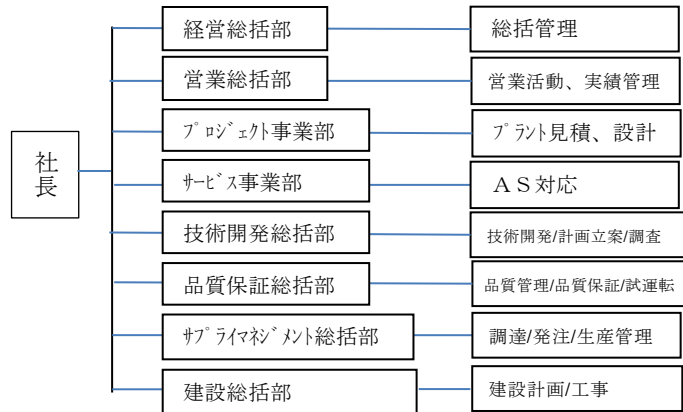 経営総括部
総括管理
営業総括部
営業活動、実績管理
ﾌﾟﾛｼﾞｪｸﾄ事業部
ﾌﾟﾗﾝﾄ見積、設計
社長
ｻｰﾋﾞｽ事業部
ＡＳ対応
技術開発総括部
技術開発/計画立案/調査
品質保証総括部
品質管理/品質保証/試運転
ｻﾌﾟﾗｲﾏﾈｼﾞﾒﾝﾄ総括部
調達/発注/生産管理
建設総括部
建設計画/工事